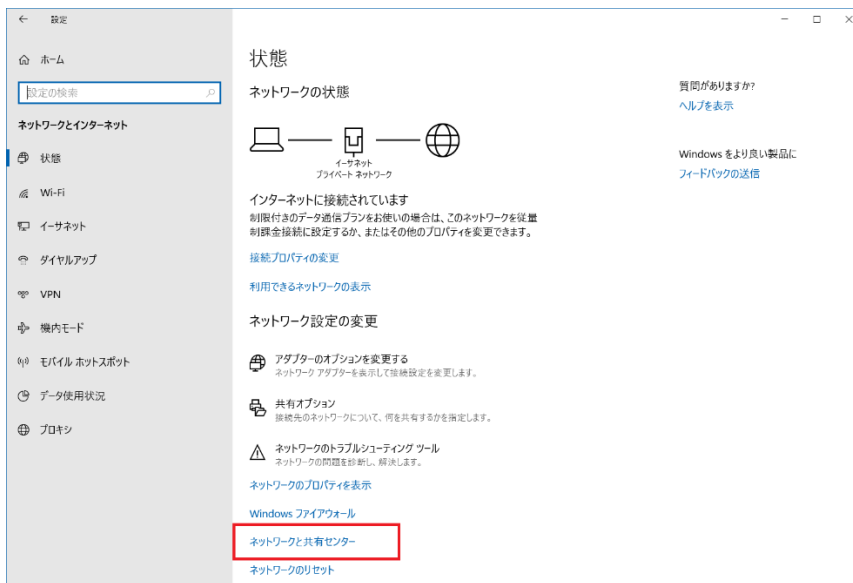 設定
ホーム
設定の検索
ネットワークとインターネット
状態
Wi-Fi
イーサネット
ダイヤルアップ
VPN
機内モード
モバイル ホットスポット
データ使用状況
プロキシ
状態
ネットワークの状態
イーサネット
プライベート ネットワーク
インターネットに接続されています
制限付きのデータ通信プランをお使いの場合は、このネットワークを従量
制課金接続に設定するか、またはその他のプロパティを変更できます。
接続プロパティの変更
利用できるネットワークの表示
ネットワーク設定の変更
アダプターのオプションを変更する
ネットワーク アダプターを表示して接続設定を変更します。
共有オプション
接続先のネットワークについて、何を共有するかを指定します。
ネットワークのトラブルシューティング ツール
ネットワークの問題を診断し、解決します。
ネットワークのプロパティを表示
Windows ファイアウォール
ネットワークと共有センター
ネットワークのリセット
質問がありますか?
ヘルプを表示
Windows をより良い製品に
フィードバックの送信